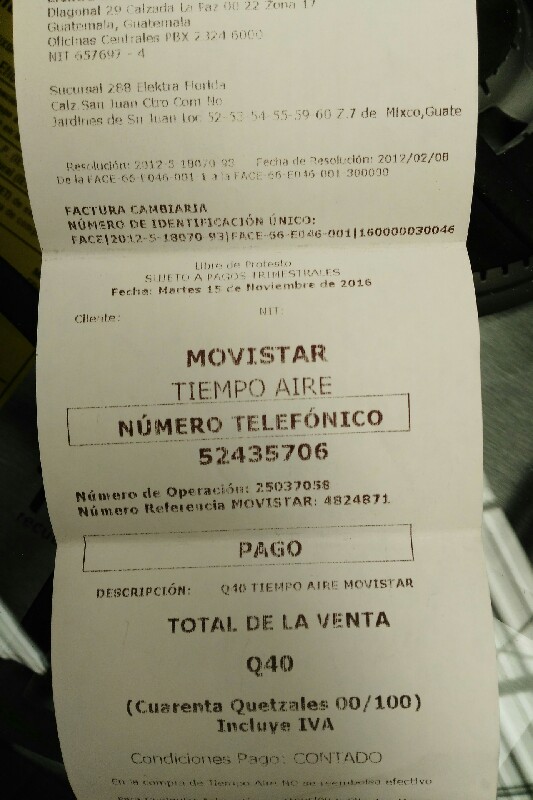 Diagonal 29 Calzada La Paz 00 22 Zona 17
Guatemala, Guatemala
Oficinas Centrales PBX 2324 6000
NIT 657697 - 4
Sucursal 288 Elektra Florida
Calz San Juan Ctro Com No
Jardines de Sn Juan Loc 52-53-54-55-59-60 Z.7 de Mixco,Guate
Resolución: 2012-5-18070-93 Fecha de Resolución: 2012/02/08
De la FACE-66-E046-001 1 a la FACE-66-E046-001 300000
FACTURA CAMBIARIA
NÚMERO DE IDENTIFICACIÓN ÚNICO:
FACE|2012-5-18070-93|FACE-66-E046-001|160000030046
Libre de Protesto
SUJETO A PAGOS TRIMESTRALES
Fecha: Martes 15 de Noviembre de 2016
Cliente: NIT:
MOVISTAR
TIEMPO AIRE
NÚMERO TELEFÓNICO
52435706
Número de Operación: 25037058
Número Referencia MOVISTAR: 4824871
PAGO
DESCRIPCIÓN: Q40 TIEMPO AIRE MOVISTAR
TOTAL DE LA VENTA
Q40
(Cuarenta Quetzales 00/100)
Incluye IVA
Condiciones Pago: CONTADO
En la compra de Tiempo Aire NO se reembolsa efectivo